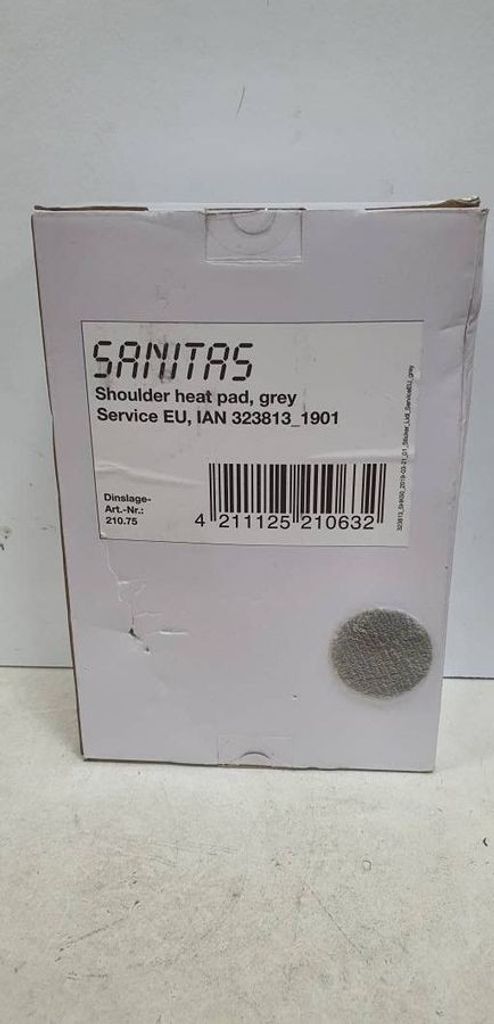 SANITAS
Shoulder heat pad, grey
Service EU, IAN 323813_1901
Dinslage-
Art.-Nr.:
210.75
4 211125 210632